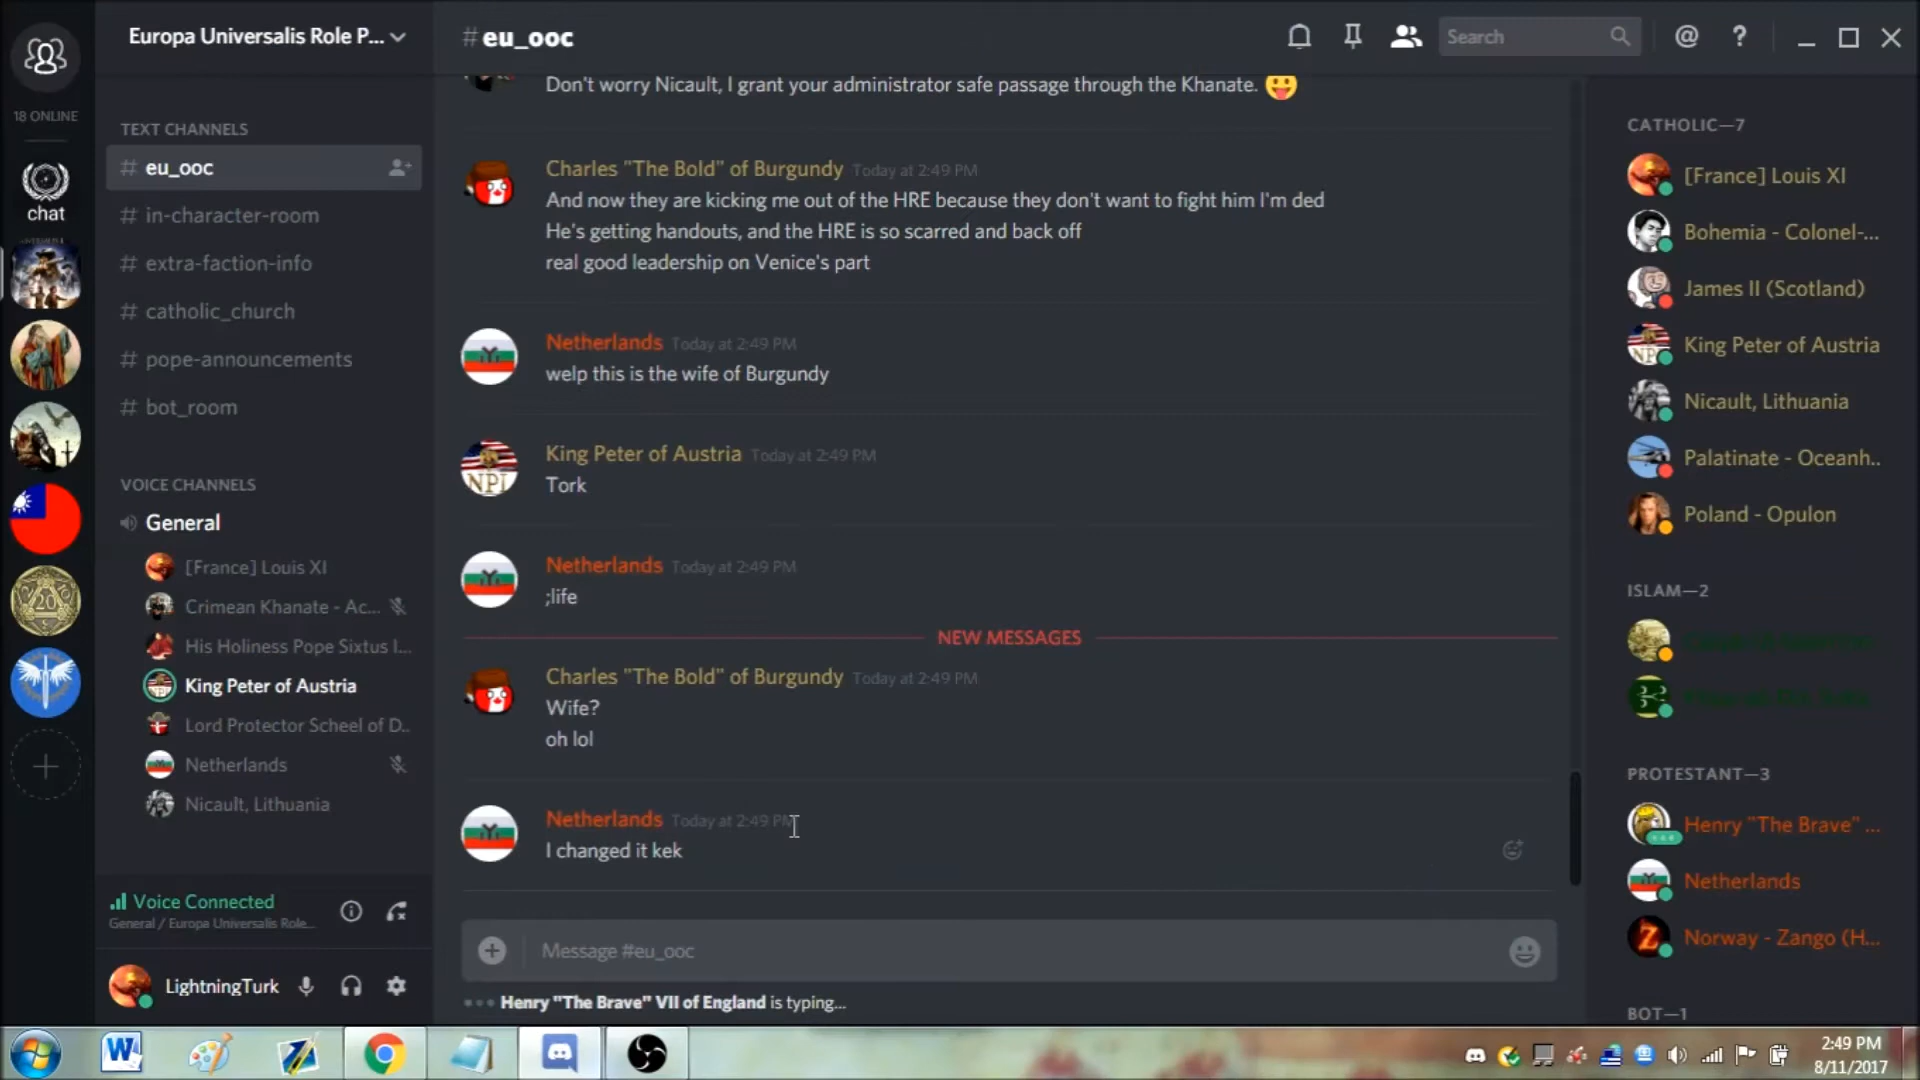 Europa Universalis Role P...
# eu_ooc
Search
18 ONLINE
chat
TEXT CHANNELS
# eu_ooc
# in-character-room
# extra-faction-info
# catholic_church
# pope-announcements
# bot_room
VOICE CHANNELS
General
[France] Louis XI
Crimean Khanate - Ac...
His Holiness Pope Sixtus I...
King Peter of Austria
Lord Protector Scheel of D..
Netherlands
Nicault, Lithuania
Voice Connected
General / Europa Universalis Role...
LightningTurk
Don't worry Nicault, I grant your administrator safe passage through the Khanate.
Charles "The Bold" of Burgundy Today at 2:49 PM
And now they are kicking me out of the HRE because they don't want to fight him I'm ded
He's getting handouts, and the HRE is so scarred and back off
real good leadership on Venice's part
Netherlands Today at 2:49 PM
welp this is the wife of Burgundy
King Peter of Austria Today at 2:49 PM
Tork
Netherlands Today at 2:49 PM
;life
NEW MESSAGES
Charles "The Bold" of Burgundy Today at 2:49 PM
Wife?
oh lol
Netherlands Today at 2:49 PM
I changed it kek
Message #eu_ooc
Henry "The Brave" VII of England is typing...
CATHOLIC—7
[France] Louis XI
Bohemia - Colonel-...
James II (Scotland)
King Peter of Austria
Nicault, Lithuania
Palatinate - Oceanh..
Poland - Opulon
ISLAM—2
PROTESTANT—3
Henry "The Brave" ...
Netherlands
Norway - Zango (H...
BOT—1
2:49 PM
8/11/2017